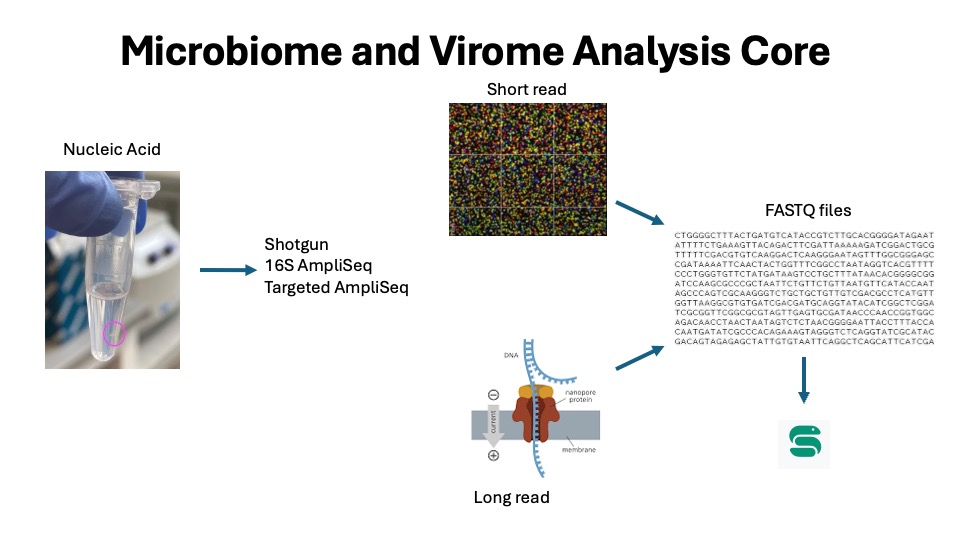 Microbiome and Virome Analysis Core
Nucleic Acid
Shotgun
16S AmpliSeq
Targeted AmpliSeq
Short read
DNA
nanopore
protein
current
membrane
Long read
FASTQ files
CTGGGGCTTTACTGATGTCATACCGTCTTGCACGGGGATAGAAT
ATTTTCTGAAAGTTACAGACTTCGATTAAAAAGATCGGACTGCG
TTTTTCGACGTGTCAAGGACTCAAGGGAATAGTTTGGCGGGAGC
CGATAAAATTCAACTACTGGTTTCGGCCTAATAGGTCACGTTTT
CCCTGGGTGTTCTATGATAAGTCCTGCTTTATAACACGGGGCGG
ATCCAAGCGCCCGCTAATTCTGTTCTGTTAATGTTCATACCAAT
AGCCCAGTCGCAAGGGTCTGCTGCTGTTGTCGACGCCTCATGTT
GGTTAAGGCGTGTGATCGACGATGCAGGTATACATCGGCTCGGA
TCGCGGTTCGGCGCGTAGTTGAGTGCGATAACCCAACCGGTGGC
AGACAACCTAACTAATAGTCTCTAACGGGGAATTACCTTTACCA
CAATGATATCGCCCACAGAAAGTAGGGTCTCAGGTATCGCATAC
GACAGTAGAGAGCTATTGTGTAATTCAGGCTCAGCATTCATCGA